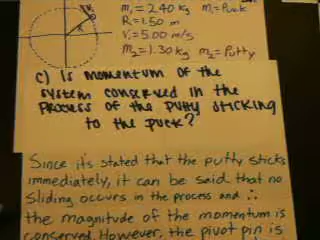 m₁ = 2.40 kg m₁ = Puck
R = 1.50 m
V₁ = 5.00 m/s
m₂ = 1.30 kg m₂ = Putty
R
c) Is momentum of the
system conserved in the
process of the putty sticking
to the puck?
Since it's stated that the putty sticks
immediately, it can be said that no
sliding occurs in the process and ∴
the magnitude of the momentum is
conserved. However, the pivot pin is